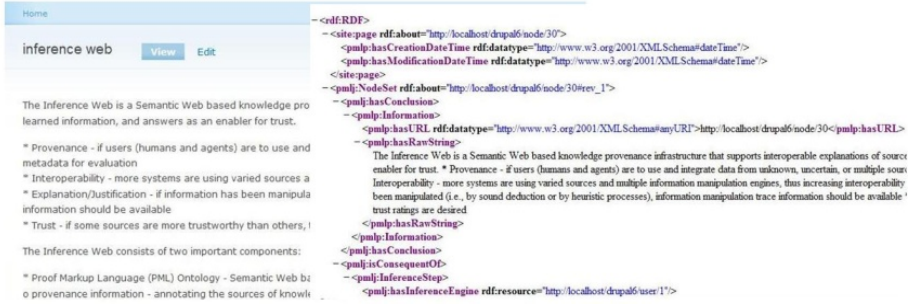 Home
inference web View Edit
The Inference Web is a Semantic Web based knowledge pro
learned information, and answers as an enabler for trust.
* Provenance - if users (humans and agents) are to use and
metadata for evaluation
* Interoperability - more systems are using varied sources a
* Explanation/Justification - if information has been manipula
information should be available
* Trust - if some sources are more trustworthy than others,
The Inference Web consists of two important components:
* Proof Markup Language (PML) Ontology - Semantic Web ba
o provenance information - annotating the sources of knowle
-<rdf:RDF>
-<site:page rdf:about="http://localhost/drupal6/node/30">
<pmlp:hasCreationDateTime rdf:datatype="http://www.w3.org/2001/XMLSchema#dateTime"/>
<pmlp:hasModificationDateTime rdf:datatype="http://www.w3.org/2001/XMLSchema#dateTime"/>
</site:page>
-<pmlj:NodeSet rdf:about="http://localhost/drupal6/node/30#rev_1">
-<pmlj:hasConclusion>
-<pmlp:Information>
<pmlp:hasURL rdf:datatype="http://www.w3.org/2001/XMLSchema#anyURI">http://localhost/drupal6/node/30</pmlp:hasURL>
-<pmlp:hasRawString>
The Inference Web is a Semantic Web based knowledge provenance infrastructure that supports interoperable explanations of source
enabler for trust. * Provenance - if users (humans and agents) are to use and integrate data from unknown, uncertain, or multiple sourc
Interoperability - more systems are using varied sources and multiple information manipulation engines, thus increasing interoperability
been manipulated (i.e., by sound deduction or by heuristic processes), information manipulation trace information should be available *
trust ratings are desired
</pmlp:hasRawString>
</pmlp:Information>
</pmlj:hasConclusion>
-<pmlj:isConsequentOf>
-<pmlj:InferenceStep>
<pmlj:hasInferenceEngine rdf:resource="http://localhost/drupal6/user/1"/>